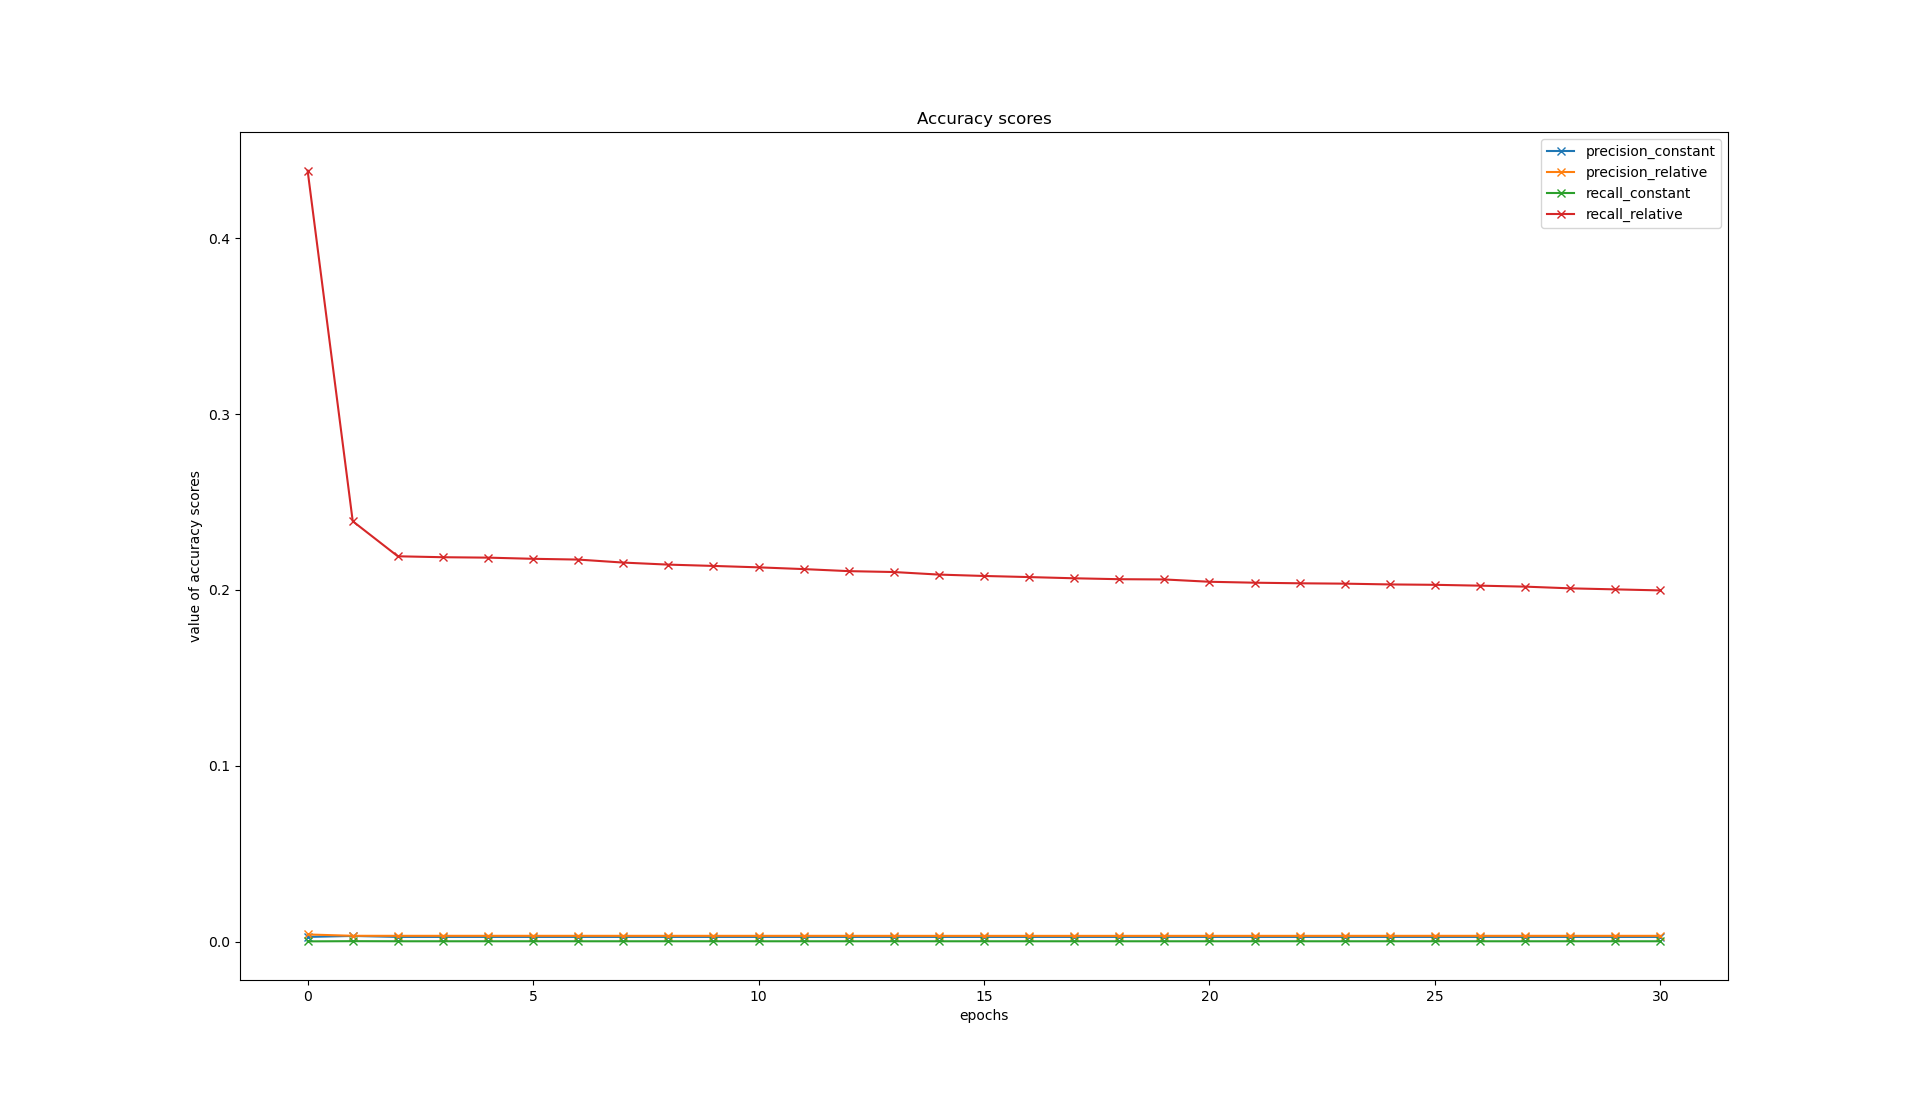 Accuracy scores
precision_constant
precision_relative
recall_constant
recall_relative
value of accuracy scores
0.4
0.3
0.2
0.1
0.0
0 5 10 15 20 25 30
epochs